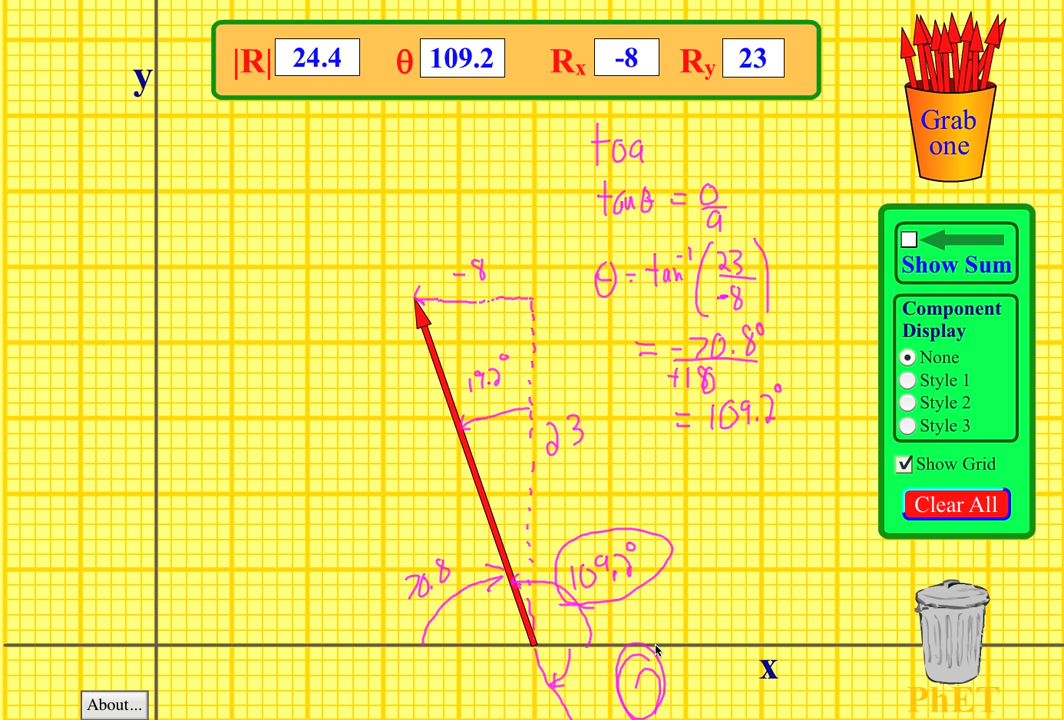 |R| 24.4 θ 109.2 Rx -8 Ry 23
y
Grab
one
toa
tanθ = o/a
θ = tan⁻¹(23/-8)
= -70.8°
+18
= 109.2°
-8
19.2°
23
70.8
109.2°
Show Sum
Component
Display
None
Style 1
Style 2
Style 3
Show Grid
Clear All
x
About...
PhET